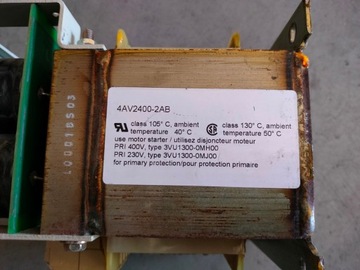 4AV2400-2AB
class 105° C, ambient
temperature 40° C
class 130° C, ambient
temperature 50° C
use motor starter / utilisez disjoncteur moteur
PRI 400V, type 3VU1300-0MH00
PRI 230V, type 3VU1300-0MJ00
for primary protection/pour protection primaire